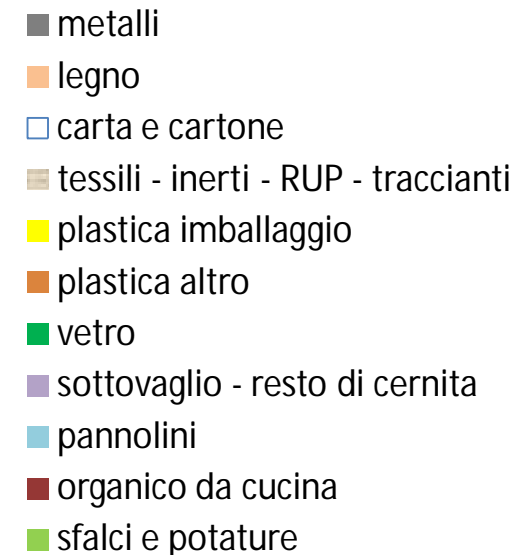 metalli
legno
carta e cartone
tessili - inerti - RUP - traccianti
plastica imballaggio
plastica altro
vetro
sottovaglio - resto di cernita
pannolini
organico da cucina
sfalci e potature